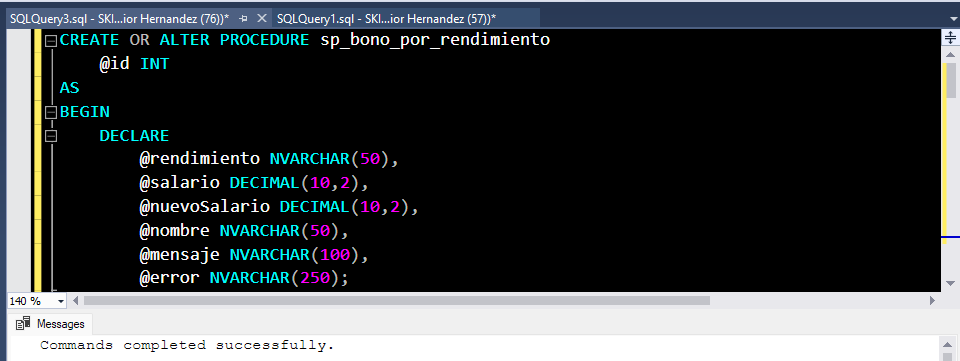 SQLQuery3.sql - SKI...ior Hernandez (76))* SQLQuery1.sql - SKI...ior Hernandez (57))*
CREATE OR ALTER PROCEDURE sp_bono_por_rendimiento
@id INT
AS
BEGIN
DECLARE
@rendimiento NVARCHAR(50),
@salario DECIMAL(10,2),
@nuevoSalario DECIMAL(10,2),
@nombre NVARCHAR(50),
@mensaje NVARCHAR(100),
@error NVARCHAR(250);
140 %
Messages
Commands completed successfully.